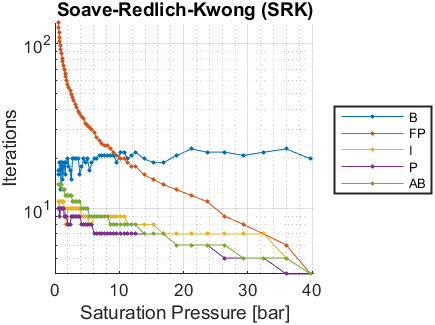 Soave-Redlich-Kwong (SRK)
10²
10¹
Iterations
0
10
20
30
40
Saturation Pressure [bar]
B
FP
I
P
AB